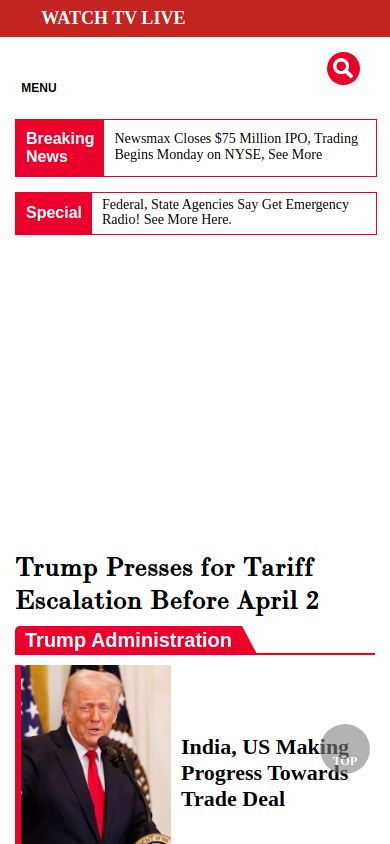 WATCH TV LIVE
MENU
Breaking
News
Newsmax Closes $75 Million IPO, Trading
Begins Monday on NYSE, See More
Special
Federal, State Agencies Say Get Emergency
Radio! See More Here.
Trump Presses for Tariff
Escalation Before April 2
Trump Administration
India, US Making
Progress Towards
Trade Deal
TOP